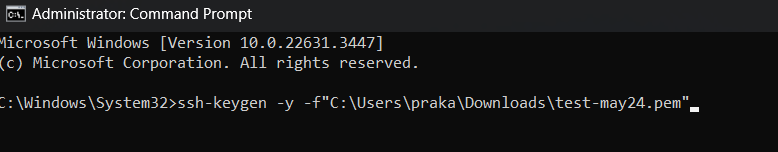 Administrator: Command Prompt
Microsoft Windows [Version 10.0.22631.3447]
(c) Microsoft Corporation. All rights reserved.
C:\Windows\System32>ssh-keygen -y -f"C:\Users\praka\Downloads\test-may24.pem"